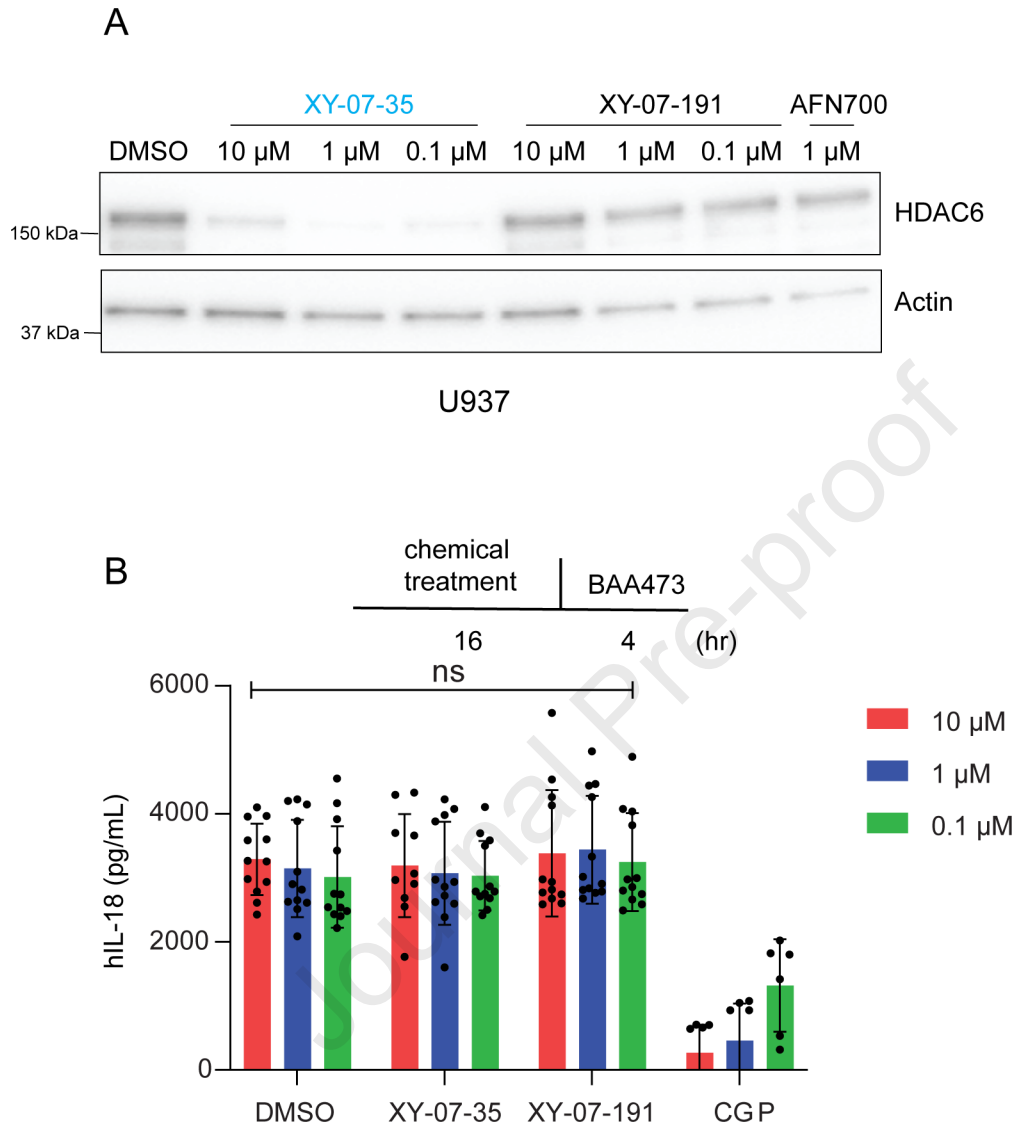 A
XY-07-35 XY-07-191 AFN700
DMSO 10 µM 1 µM 0.1 µM 10 µM 1 µM 0.1 µM 1 µM
HDAC6
150 kDa
Actin
37 kDa
U937
B
chemical
treatment
BAA473
16 4 (hr)
ns
6000
4000
2000
0
hIL-18 (pg/mL)
10 µM
1 µM
0.1 µM
DMSO XY-07-35 XY-07-191 CGP
Journal Pre-proof